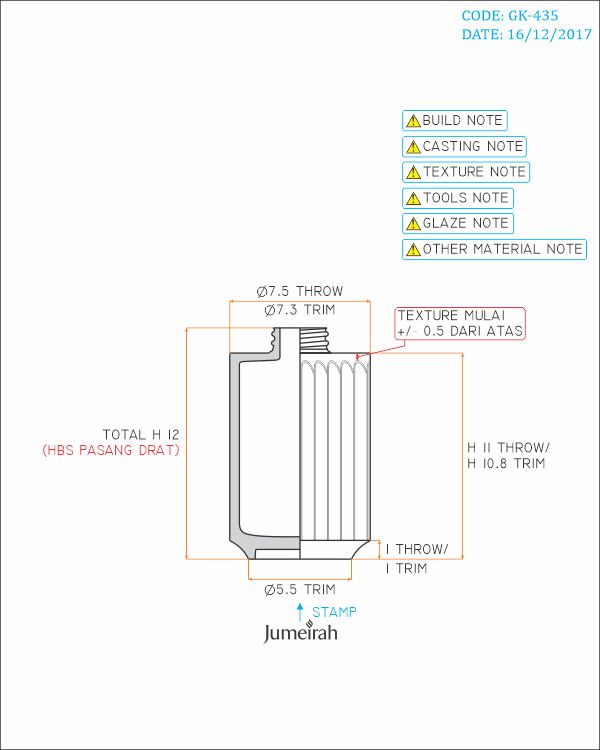 CODE: GK-435
DATE: 16/12/2017
BUILD NOTE
CASTING NOTE
TEXTURE NOTE
TOOLS NOTE
GLAZE NOTE
OTHER MATERIAL NOTE
Ø7.5 THROW
Ø7.3 TRIM
TEXTURE MULAI
+/- 0.5 DARI ATAS
TOTAL H 12
(HBS PASANG DRAT)
H 11 THROW/
H 10.8 TRIM
1 THROW/
1 TRIM
Ø5.5 TRIM
STAMP
Jumeirah